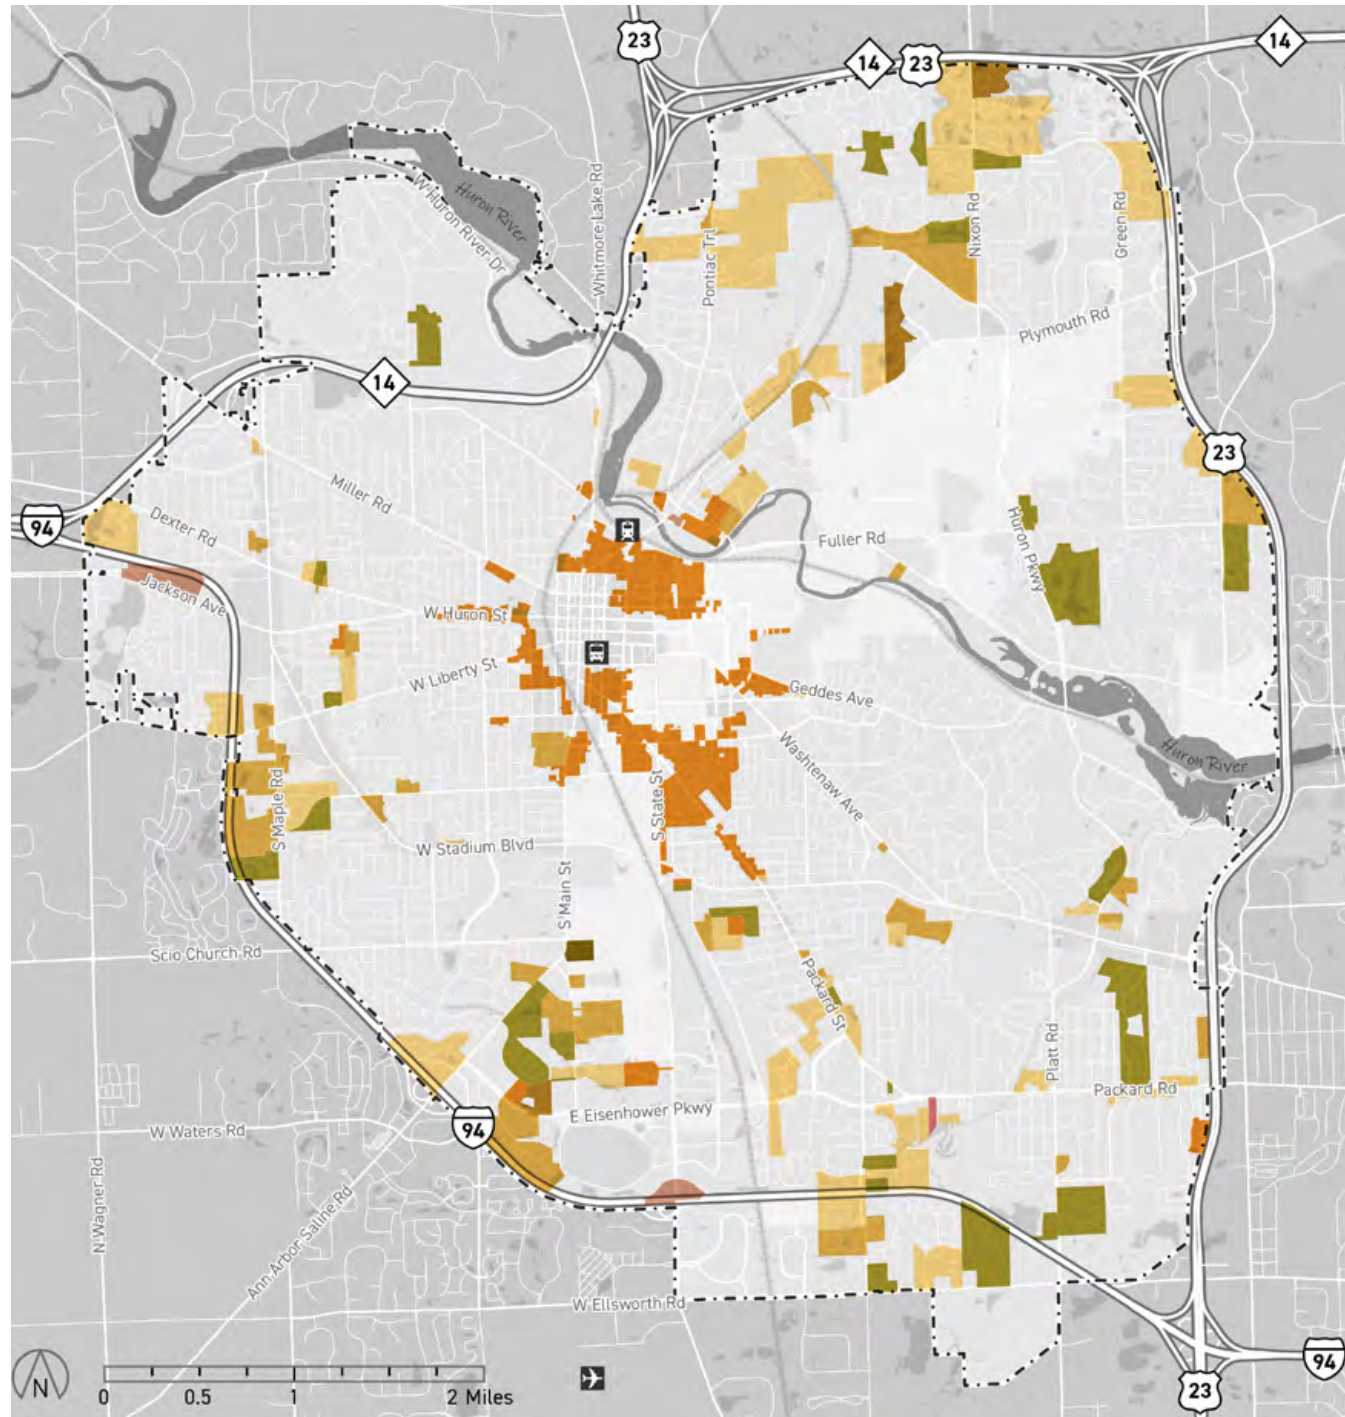 23
14
14
23
Huron River
W Huron River Dr
Whitmore Lake Rd
Pontiac Trl
Nixon Rd
Green Rd
Plymouth Rd
14
23
Miller Rd
Dexter Rd
94
Huron Pkwy
Fuller Rd
Jackson Ave
W Huron St
W Liberty St
Geddes Ave
Washtenaw Ave
Huron River
S Maple Rd
S State St
W Stadium Blvd
S Main St
Scio Church Rd
Packard St
Platt Rd
Packard Rd
E Eisenhower Pkwy
94
W Waters Rd
N Wagner Rd
Ann Arbor Saline Rd
W Ellsworth Rd
N
0 0.5 1 2 Miles
94
23